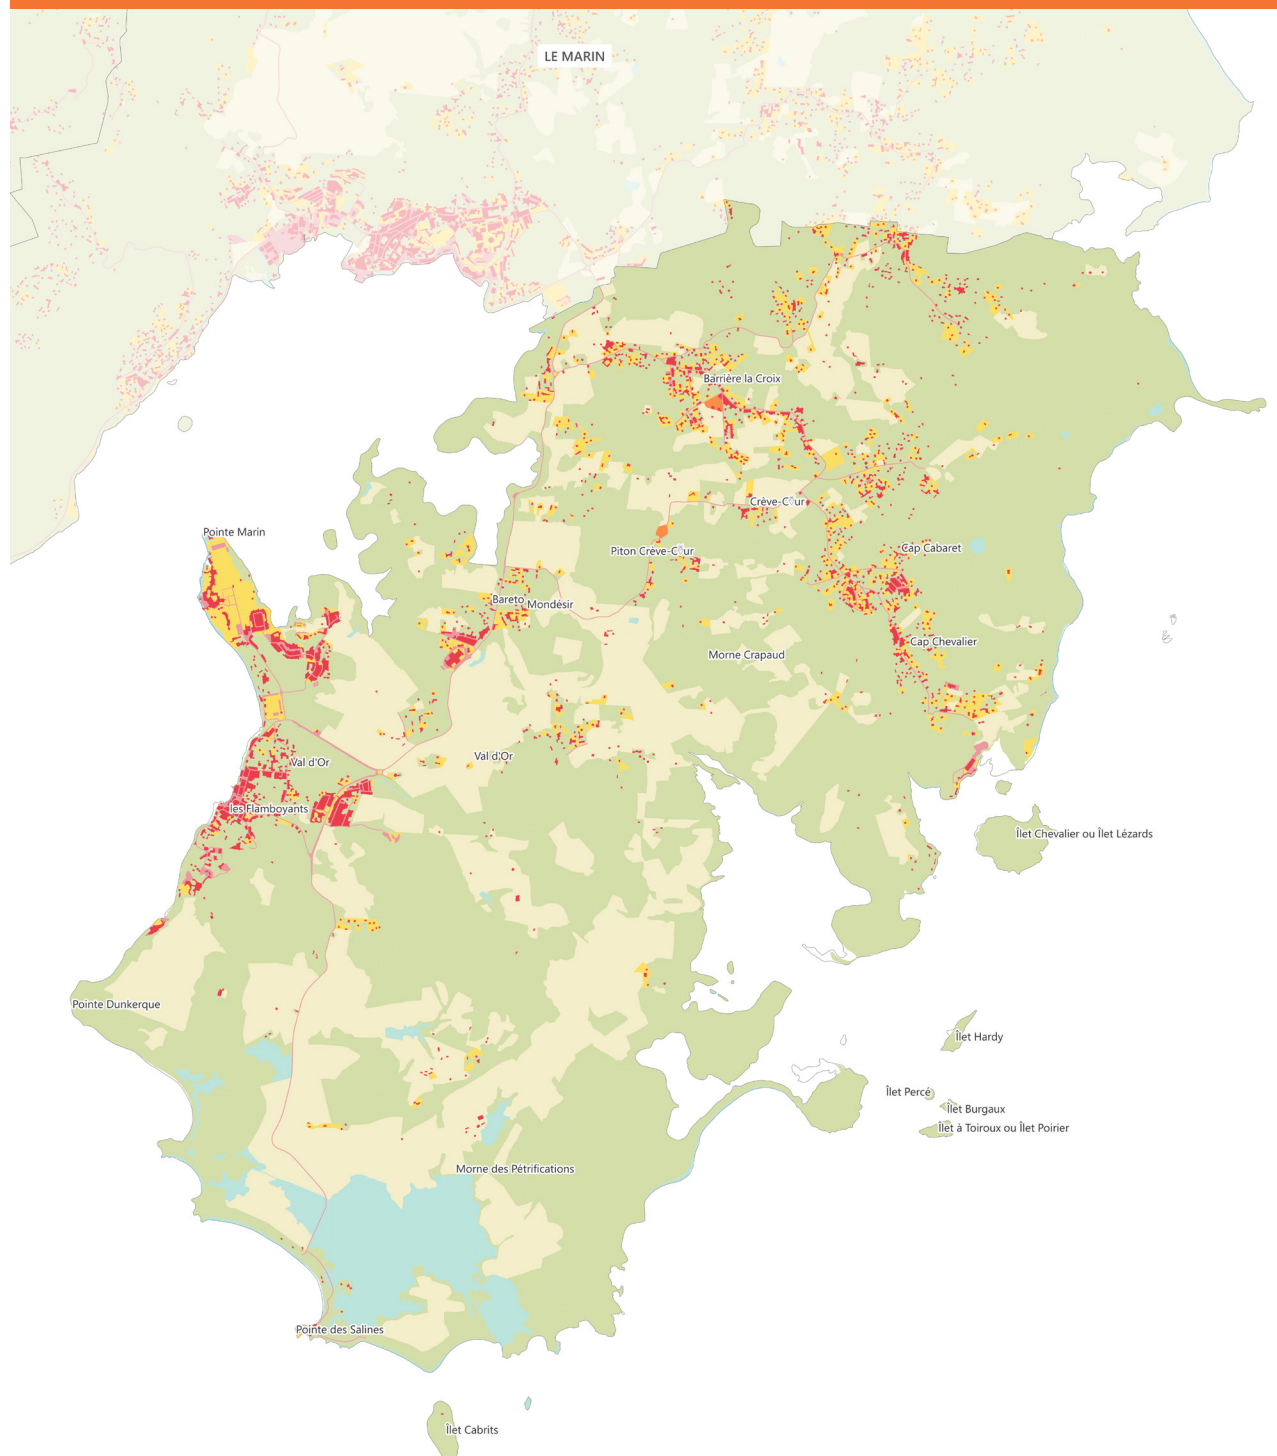 LE MARIN
Barrière la Croix
Crève-Cœur
Pointe Marin
Piton Crève-Cœur
Cap Cabaret
Bareto
Mondésir
Cap Chevalier
Morne Crapaud
Val d'Or
Val d'Or
les Flamboyants
Îlet Chevalier ou Îlet Lézards
Pointe Dunkerque
Îlet Hardy
Îlet Percé
Îlet Burgaux
Îlet à Toiroux ou Îlet Poirier
Morne des Pétrifications
Pointe des Salines
Îlet Cabrits